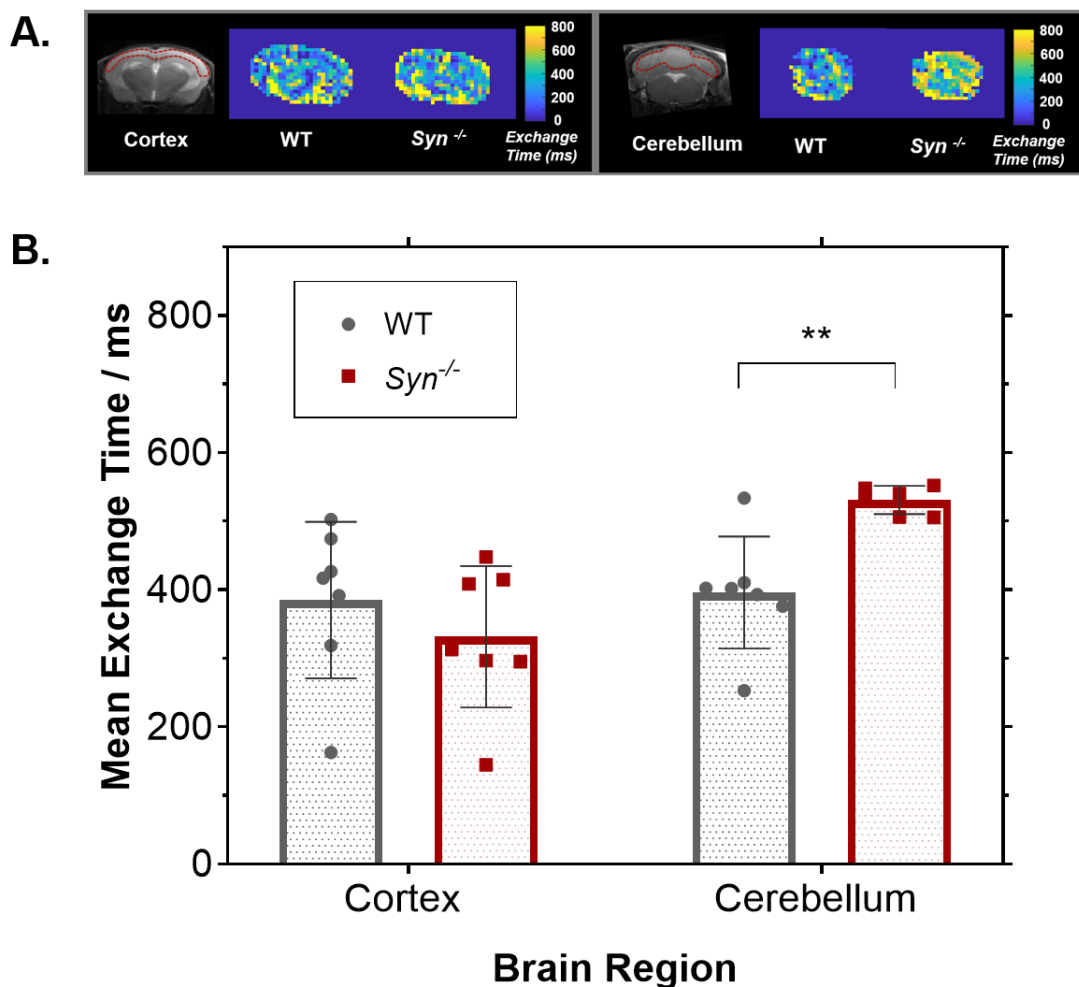 A.
800
600
400
200
0
Cortex
WT
Syn -/-
Exchange
Time (ms)
800
600
400
200
0
Cerebellum
WT
Syn -/-
Exchange
Time (ms)
B.
Mean Exchange Time / ms
800
600
400
200
0
WT
Syn-/-
**
Cortex
Cerebellum
Brain Region